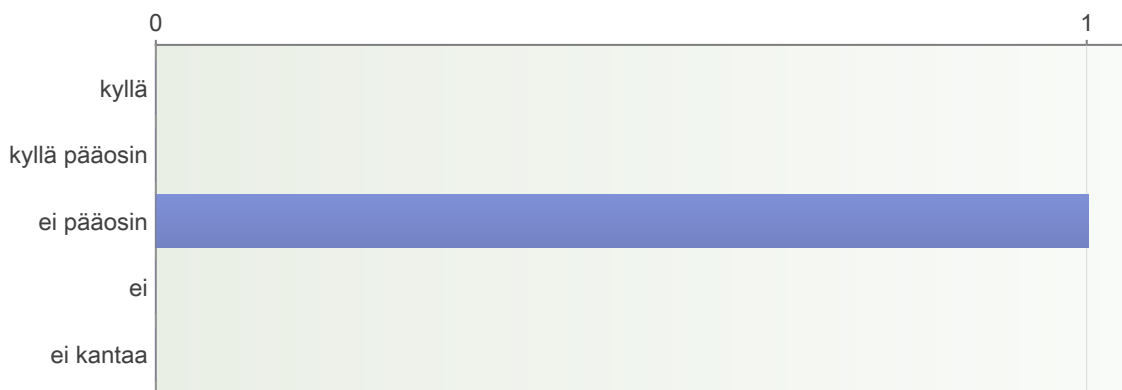 0 1
kyllä
kyllä pääosin
ei pääosin
ei
ei kantaa